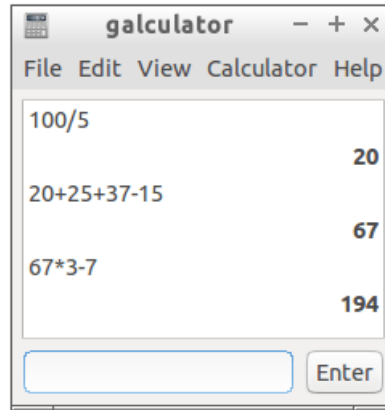 galculator
File Edit View Calculator Help
100/5
20
20+25+37-15
67
67*3-7
194
Enter